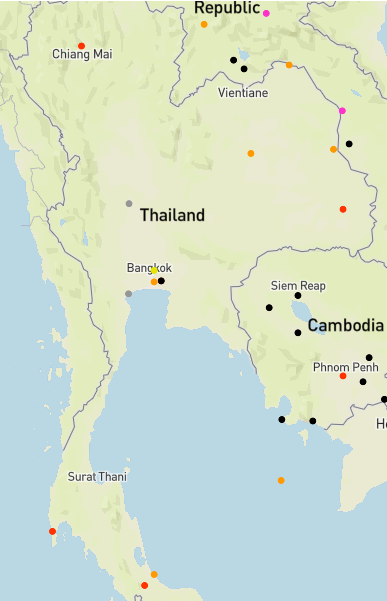 Republic
Chiang Mai
Vientiane
Thailand
Bangkok
Siem Reap
Cambodia
Phnom Penh
H
Surat Thani